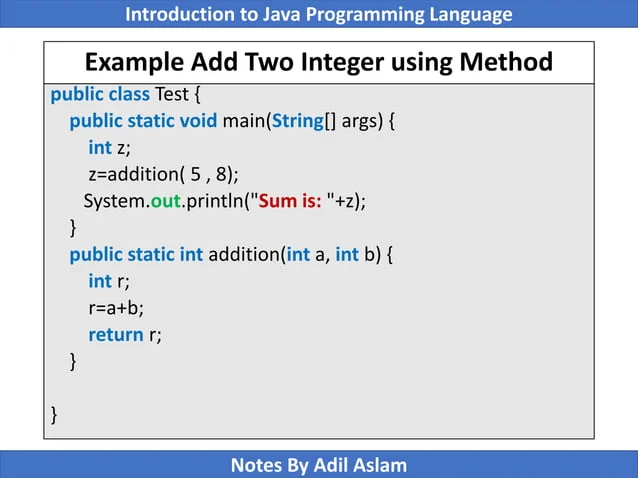 Introduction to Java Programming Language
Example Add Two Integer using Method
public class Test {
public static void main(String[] args) {
int z;
z=addition( 5 , 8);
System.out.println("Sum is: "+z);
}
public static int addition(int a, int b) {
int r;
r=a+b;
return r;
}
}
Notes By Adil Aslam